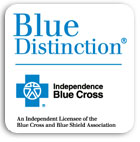 Blue
Distinction®
Independence
Blue Cross®
An Independent Licensee of the
Blue Cross and Blue Shield Association